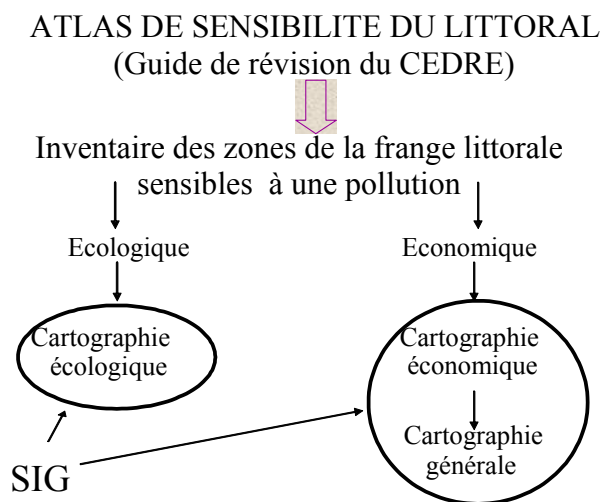 ATLAS DE SENSIBILITE DU LITTORAL
(Guide de révision du CEDRE)
Inventaire des zones de la frange littorale
sensibles à une pollution
Ecologique
Economique
Cartographie
écologique
Cartographie
économique
Cartographie
générale
SIG